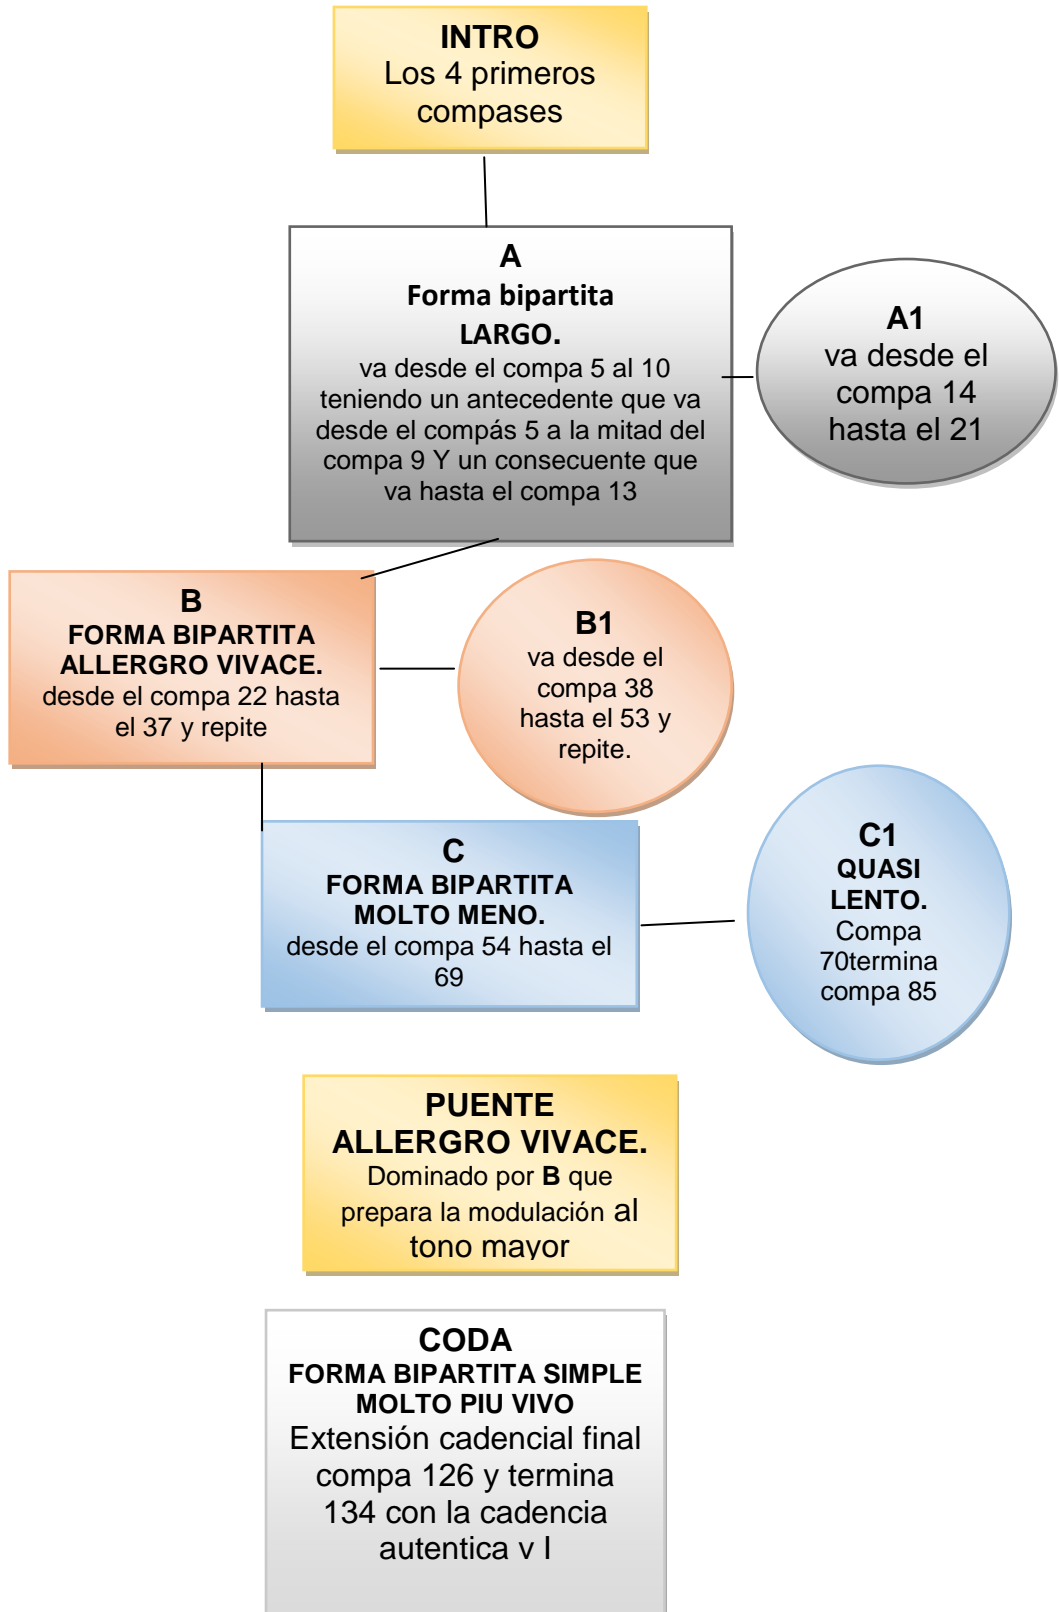 INTRO
Los 4 primeros
compases
A
Forma bipartita
LARGO.
va desde el compa 5 al 10
teniendo un antecedente que va
desde el compás 5 a la mitad del
compa 9 Y un consecuente que
va hasta el compa 13
A1
va desde el
compa 14
hasta el 21
B
FORMA BIPARTITA
ALLERGRO VIVACE.
desde el compa 22 hasta
el 37 y repite
B1
va desde el
compa 38
hasta el 53 y
repite.
C
FORMA BIPARTITA
MOLTO MENO.
desde el compa 54 hasta el
69
C1
QUASI
LENTO.
Compa
70termina
compa 85
PUENTE
ALLERGRO VIVACE.
Dominado por B que
prepara la modulación al
tono mayor
CODA
FORMA BIPARTITA SIMPLE
MOLTO PIU VIVO
Extensión cadencial final
compa 126 y termina
134 con la cadencia
autentica v I